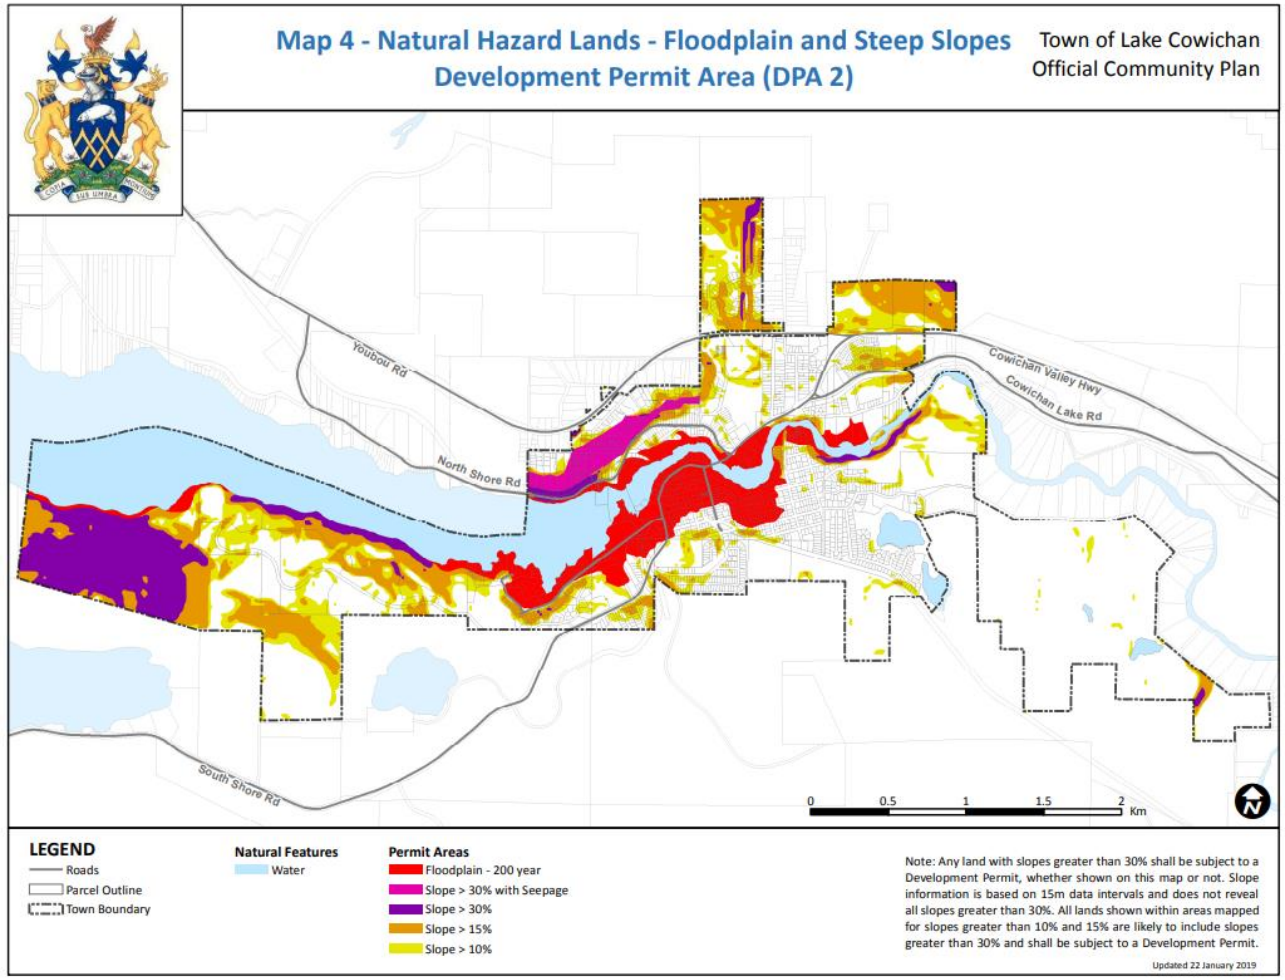 Map 4 - Natural Hazard Lands - Floodplain and Steep Slopes
Development Permit Area (DPA 2)
Town of Lake Cowichan
Official Community Plan
COPIA
SUB UMBRA
MONTIUM
Youbou Rd
North Shore Rd
Cowichan Valley Hwy
Cowichan Lake Rd
South Shore Rd
0 0.5 1 1.5 2
Km
N
LEGEND
Roads
Parcel Outline
Town Boundary
Natural Features
Water
Permit Areas
Floodplain - 200 year
Slope > 30% with Seepage
Slope > 30%
Slope > 15%
Slope > 10%
Note: Any land with slopes greater than 30% shall be subject to a
Development Permit, whether shown on this map or not. Slope
information is based on 15m data intervals and does not reveal
all slopes greater than 30%. All lands shown within areas mapped
for slopes greater than 10% and 15% are likely to include slopes
greater than 30% and shall be subject to a Development Permit.
Updated 22 January 2019